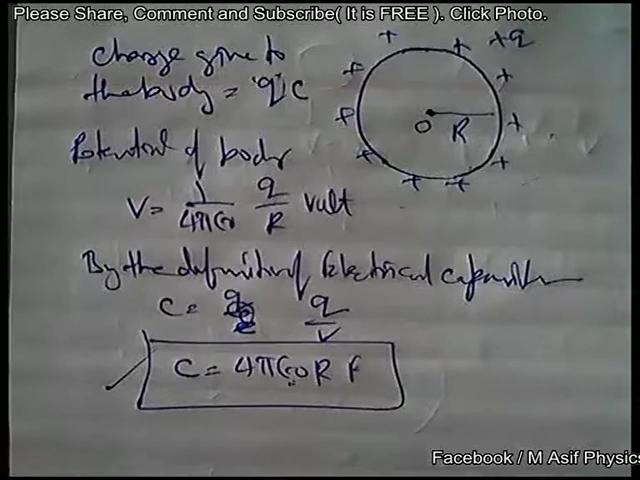 Please Share, Comment and Subscribe( It is FREE ). Click Photo.
Charge give to
the body = 'q' C
+q
O R
Potential of body
V = 1/4πε0 q/R volt
By the definition of Electrical capacitance
C = q/V
C = 4πε0 R F
Facebook / M Asif Physics